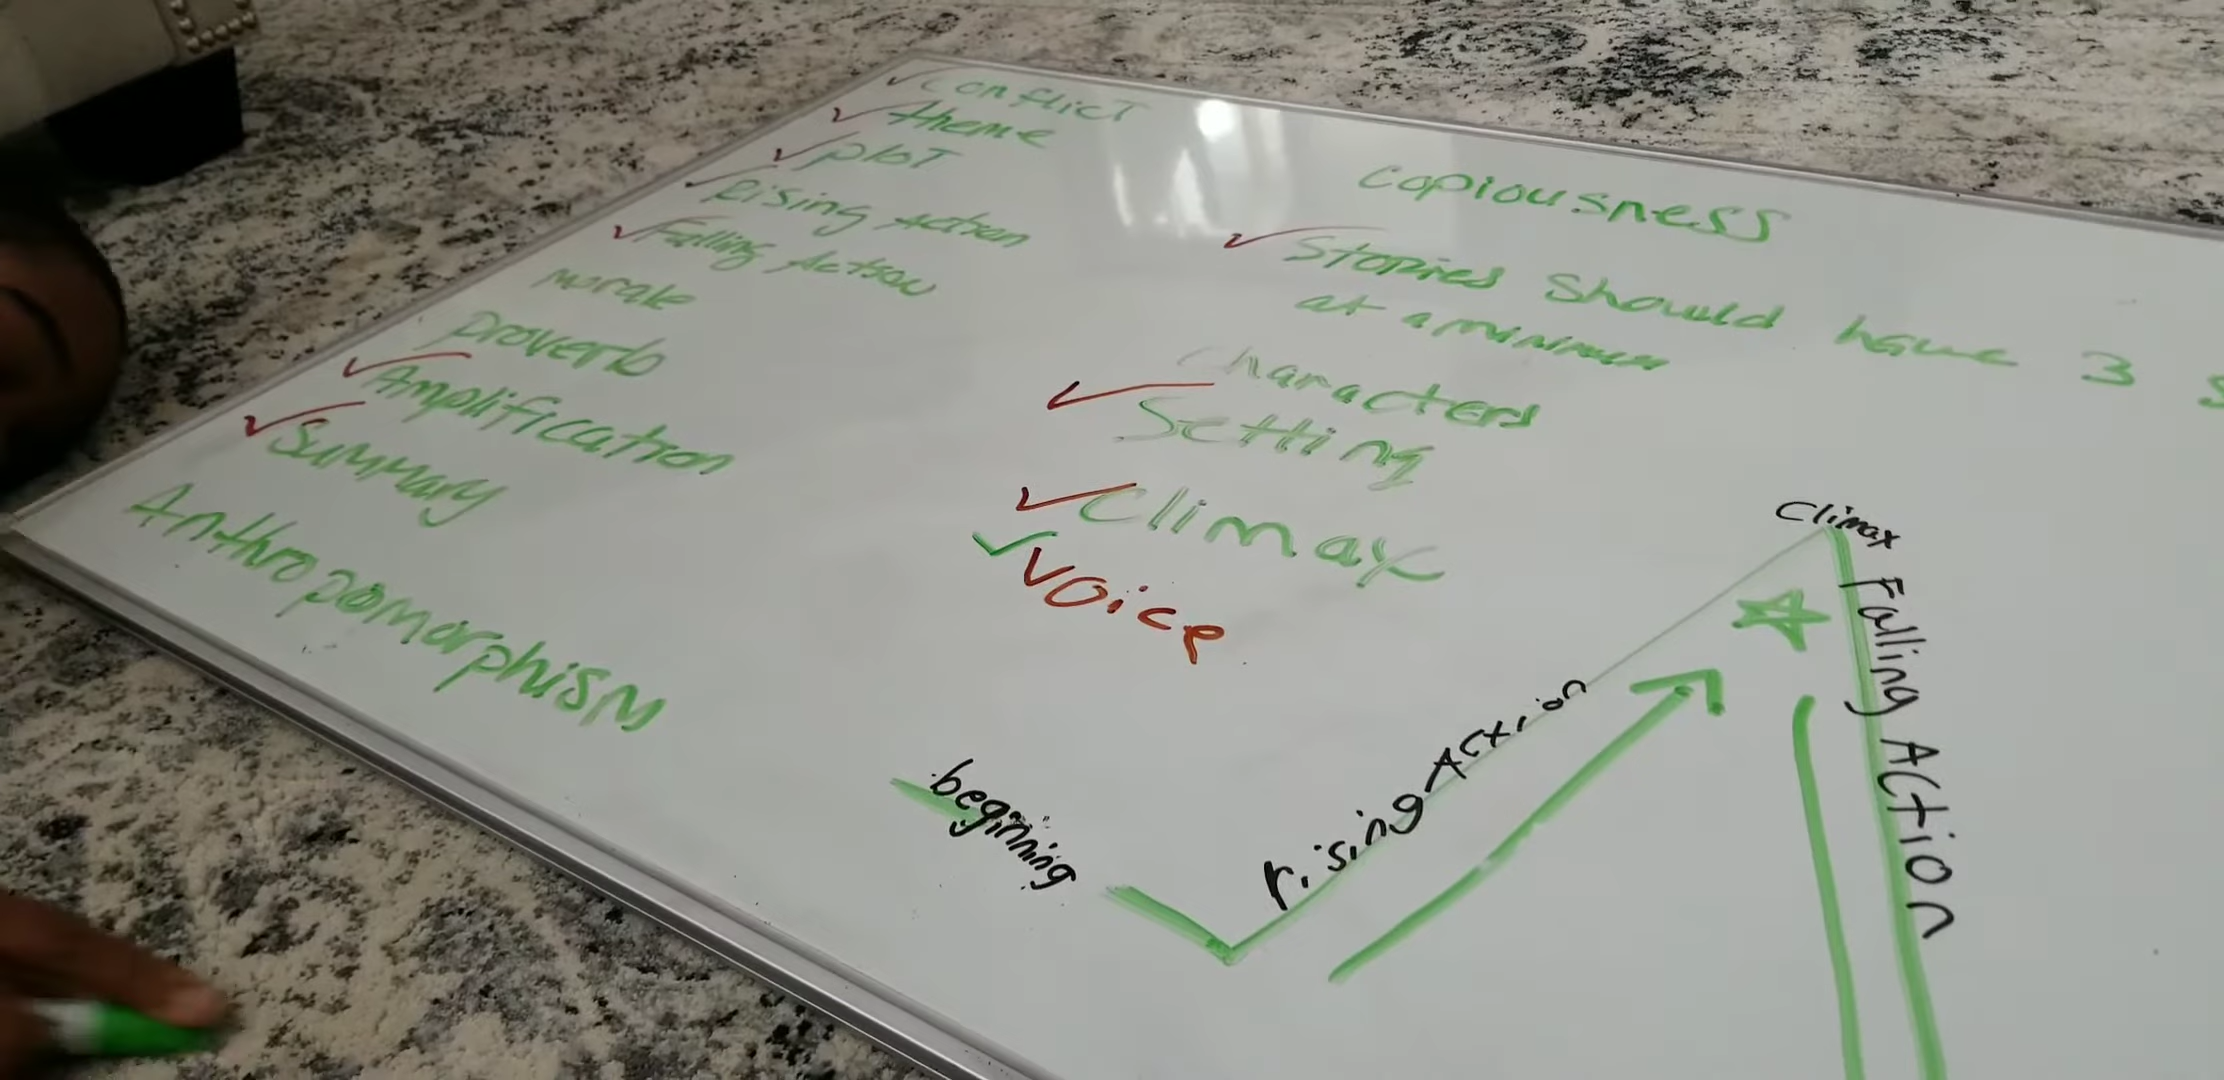 Conflict
theme
plot
Rising Action
Falling Action
morale
proverb
Amplification
Summary
Anthropomorphism
copiousness
Stories should have 3
at a minimum
characters
Setting
Climax
Voice
begining
rising Action
Climax
Falling Action